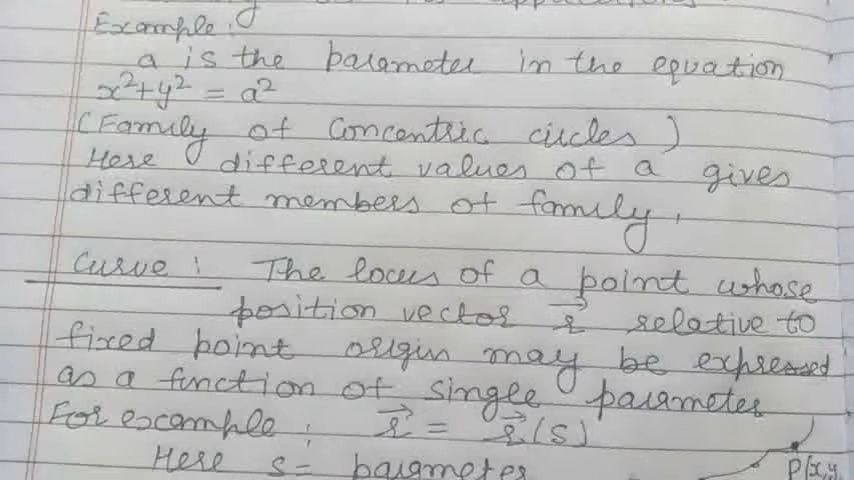 Example:
a is the parameter in the equation
x²+y² = a²
(Family of Concentric circles)
Here different values of a gives
different members of family.
Curve: The locus of a point whose
position vector r⃗ relative to
fixed point origin may be expressed
as a function of single parameter
For example: r⃗ = r⃗(s)
Here s = parameter
P(x,y,